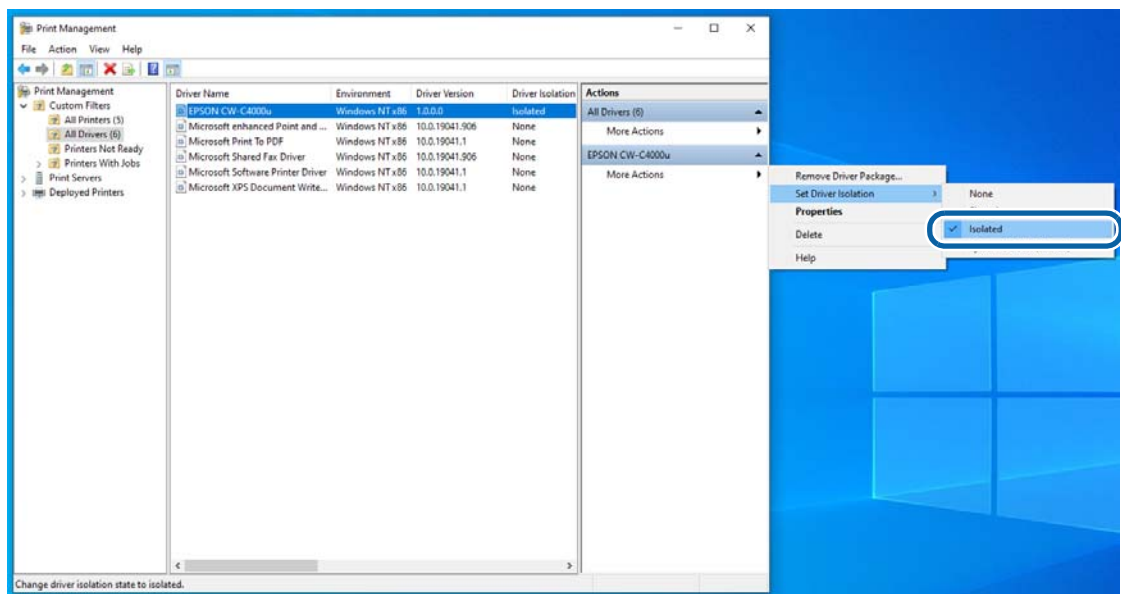 Print Management
File Action View Help
Print Management
Custom Filters
All Printers (5)
All Drivers (6)
Printers Not Ready
Printers With Jobs
Print Servers
Deployed Printers
Driver Name Environment Driver Version Driver Isolation
EPSON CW-C4000u Windows NT x86 1.0.0.0 Isolated
Microsoft enhanced Point and ... Windows NT x86 10.0.19041.906 None
Microsoft Print To PDF Windows NT x86 10.0.19041.1 None
Microsoft Shared Fax Driver Windows NT x86 10.0.19041.906 None
Microsoft Software Printer Driver Windows NT x86 10.0.19041.1 None
Microsoft XPS Document Write... Windows NT x86 10.0.19041.1 None
Actions
All Drivers (6)
More Actions
EPSON CW-C4000u
More Actions
Remove Driver Package...
Set Driver Isolation
Properties
Delete
Help
None
Isolated
Change driver isolation state to isolated.